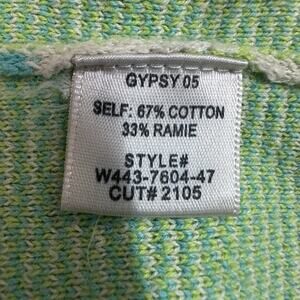 GYPSY 05
SELF: 67% COTTON
33% RAMIE
STYLE#
W443-7604-47
CUT# 2105